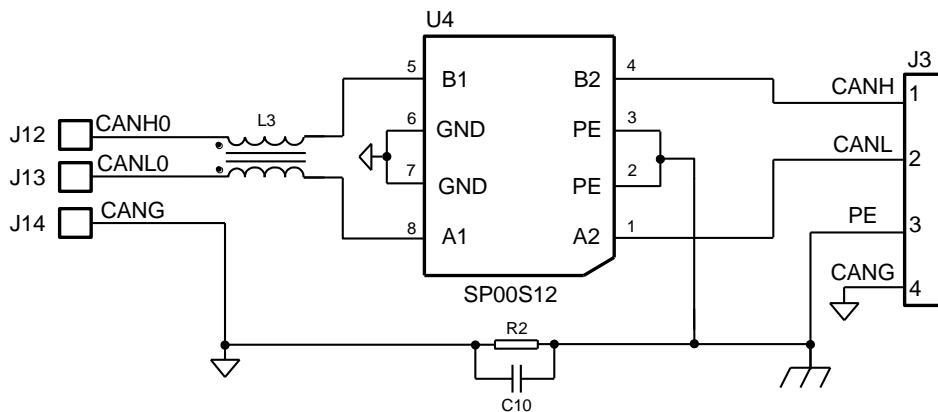 U4
J3
5 B1 B2 4
CANH 1
L3
J12 CANH0
6 GND PE 3
J13 CANL0
CANL 2
7 GND PE 2
J14 CANG
PE 3
8 A1 A2 1
CANG 4
SP00S12
R2
C10